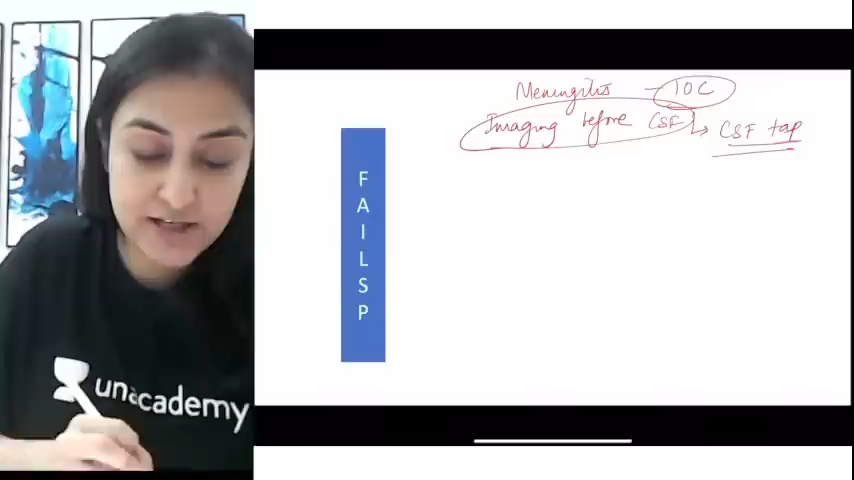 Meningitis - IOC
Imaging before CSF → CSF tap
F
A
I
L
S
P
unacademy